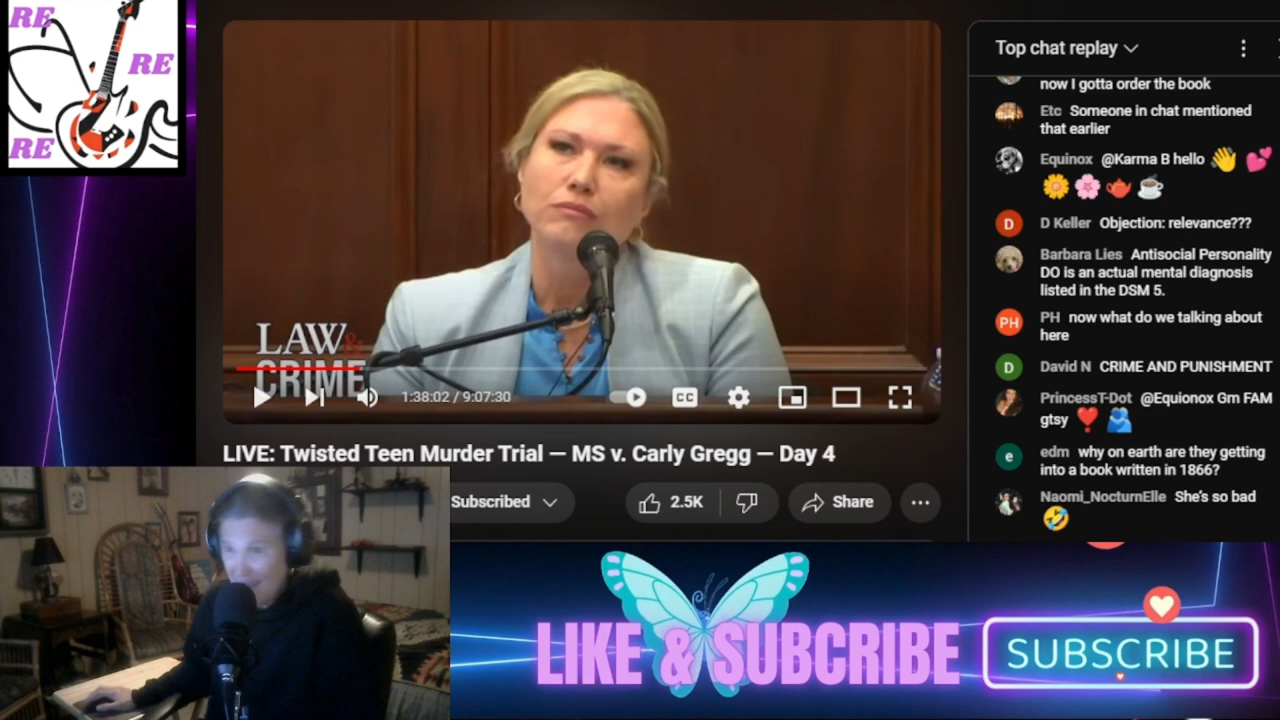 RE
RE
RE
LAW&
CRIME
1:38:02 / 9:07:30
CC
LIVE: Twisted Teen Murder Trial — MS v. Carly Gregg — Day 4
Subscribed
2.5K
Share
Top chat replay
now I gotta order the book
Etc Someone in chat mentioned
that earlier
Equinox @Karma B hello 👋 💕
🌼 🌸 🫖 ☕
D
D Keller Objection: relevance???
Barbara Lies Antisocial Personality
DO is an actual mental diagnosis
listed in the DSM 5.
PH
PH now what do we talking about
here
D
David N CRIME AND PUNISHMENT
PrincessT-Dot @Equionox Gm FAM
gtsy ❤️ 🫂
e
edm why on earth are they getting
into a book written in 1866?
Naomi_NocturnElle She's so bad
🤣
LIKE & SUBCRIBE
SUBSCRIBE